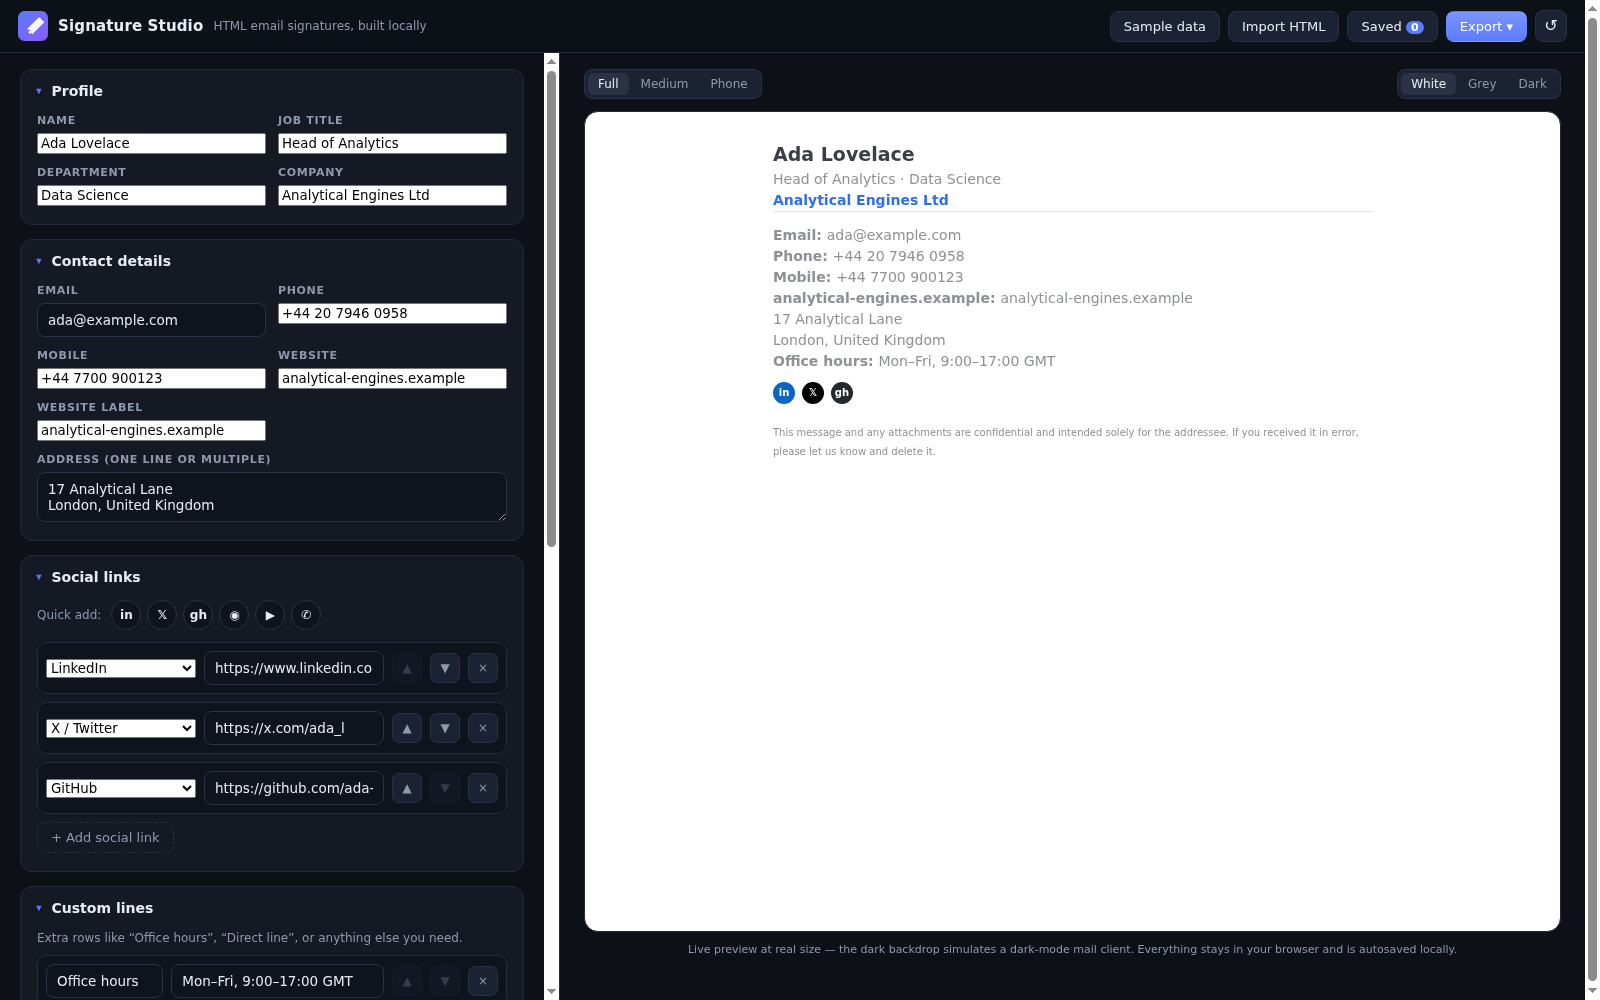 Signature Studio HTML email signatures, built locally
Sample data Import HTML Saved 0 Export ▾ ↺
▾ Profile
NAME JOB TITLE
Ada Lovelace Head of Analytics
DEPARTMENT COMPANY
Data Science Analytical Engines Ltd
▾ Contact details
EMAIL PHONE
ada@example.com +44 20 7946 0958
MOBILE WEBSITE
+44 7700 900123 analytical-engines.example
WEBSITE LABEL
analytical-engines.example
ADDRESS (ONE LINE OR MULTIPLE)
17 Analytical Lane
London, United Kingdom
▾ Social links
Quick add: in 𝕏 gh ◉ ▶ ✆
LinkedIn https://www.linkedin.co ▲ ▼ ×
X / Twitter https://x.com/ada_l ▲ ▼ ×
GitHub https://github.com/ada- ▲ ▼ ×
+ Add social link
▾ Custom lines
Extra rows like “Office hours”, “Direct line”, or anything else you need.
Office hours Mon–Fri, 9:00–17:00 GMT ▲ ▼ ×
Full Medium Phone
White Grey Dark
Ada Lovelace
Head of Analytics · Data Science
Analytical Engines Ltd
Email: ada@example.com
Phone: +44 20 7946 0958
Mobile: +44 7700 900123
analytical-engines.example: analytical-engines.example
17 Analytical Lane
London, United Kingdom
Office hours: Mon–Fri, 9:00–17:00 GMT
in 𝕏 gh
This message and any attachments are confidential and intended solely for the addressee. If you received it in error,
please let us know and delete it.
Live preview at real size — the dark backdrop simulates a dark-mode mail client. Everything stays in your browser and is autosaved locally.